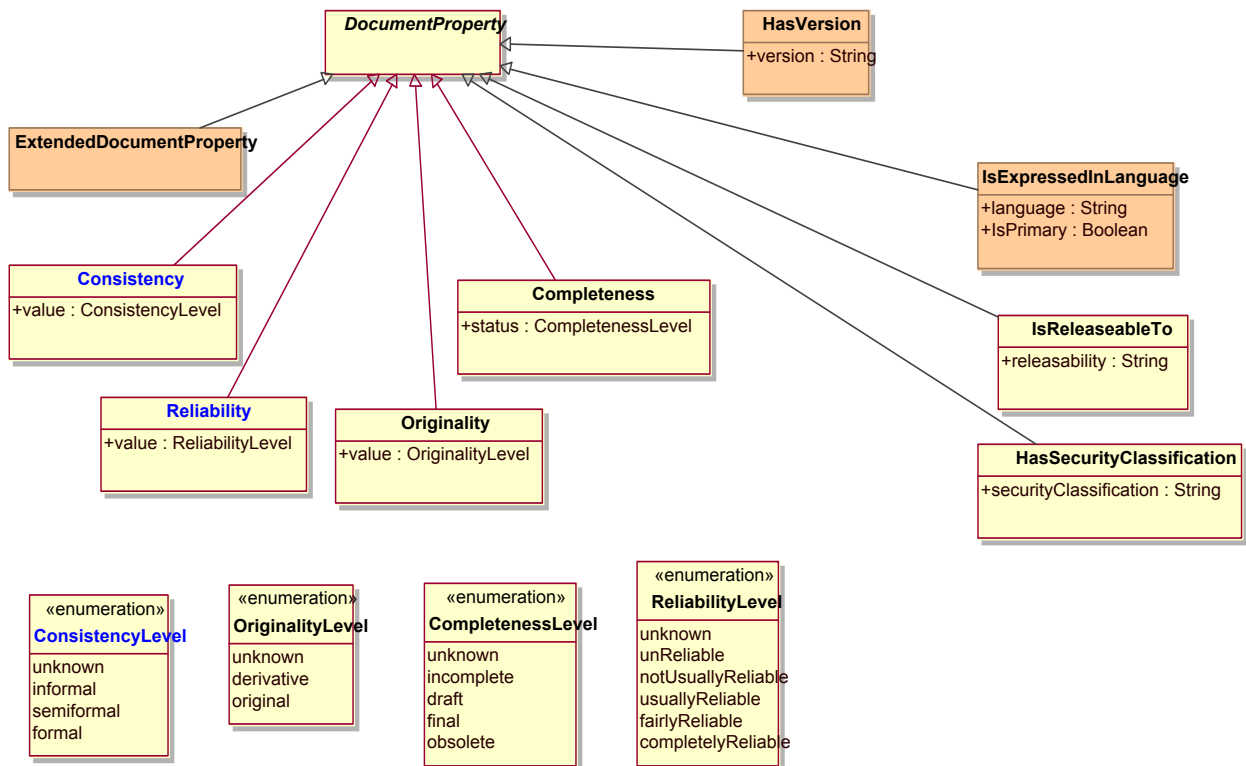 DocumentProperty
HasVersion
+version : String
ExtendedDocumentProperty
IsExpressedInLanguage
+language : String
+IsPrimary : Boolean
Consistency
+value : ConsistencyLevel
Completeness
+status : CompletenessLevel
IsReleaseableTo
+releasability : String
Reliability
+value : ReliabilityLevel
Originality
+value : OriginalityLevel
HasSecurityClassification
+securityClassification : String
«enumeration»
ConsistencyLevel
unknown
informal
semiformal
formal
«enumeration»
OriginalityLevel
unknown
derivative
original
«enumeration»
CompletenessLevel
unknown
incomplete
draft
final
obsolete
«enumeration»
ReliabilityLevel
unknown
unReliable
notUsuallyReliable
usuallyReliable
fairlyReliable
completelyReliable